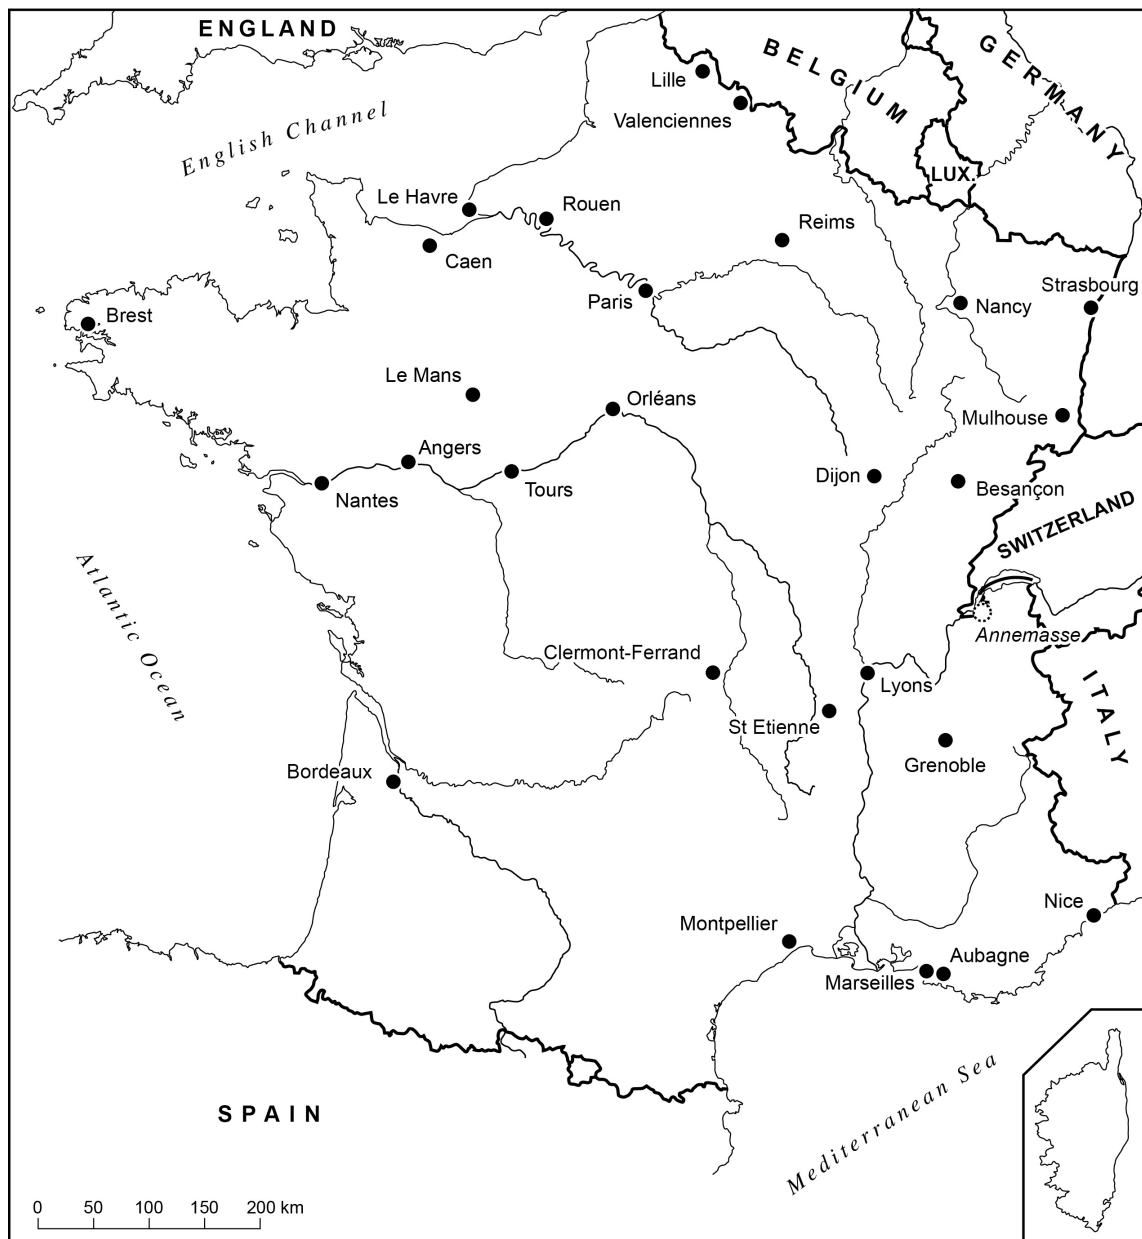 ENGLAND
English Channel
BELGIUM
GERMANY
LUX.
Lille
Valenciennes
Le Havre
Rouen
Caen
Reims
Paris
Nancy
Strasbourg
Brest
Le Mans
Orléans
Mulhouse
Angers
Nantes
Tours
Dijon
Besançon
SWITZERLAND
Atlantic Ocean
Annemasse
Clermont-Ferrand
Lyons
St Etienne
ITALY
Grenoble
Bordeaux
Nice
Montpellier
Aubagne
Marseilles
Mediterranean Sea
SPAIN
0 50 100 150 200 km